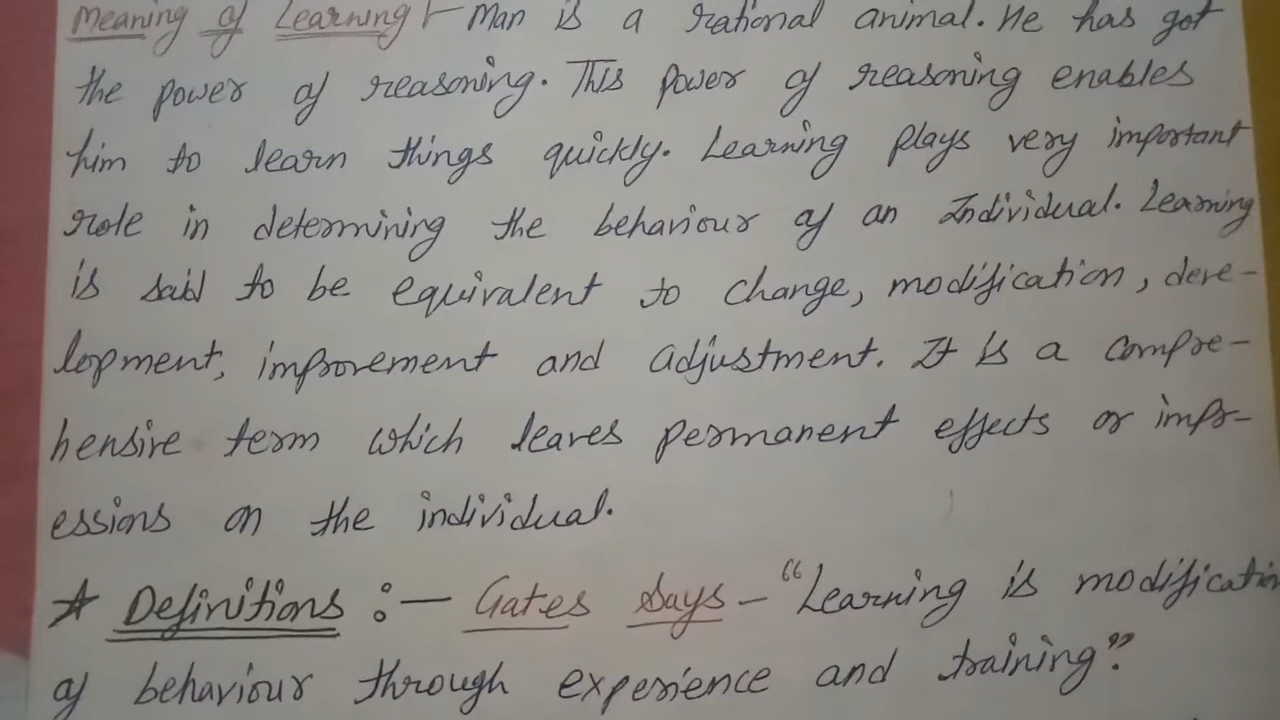 Meaning of Learning :- Man is a rational animal. He has got
the power of reasoning. This power of reasoning enables
him to learn things quickly. Learning plays very important
role in determining the behaviour of an Individual. Learning
is said to be equivalent to change, modification, deve-
lopment, improvement and adjustment. It is a compre-
hensive term which leaves permanent effects or impr-
essions on the individual.
★ Definitions :— Gates Says – “Learning is modification
of behaviour through experience and training”.